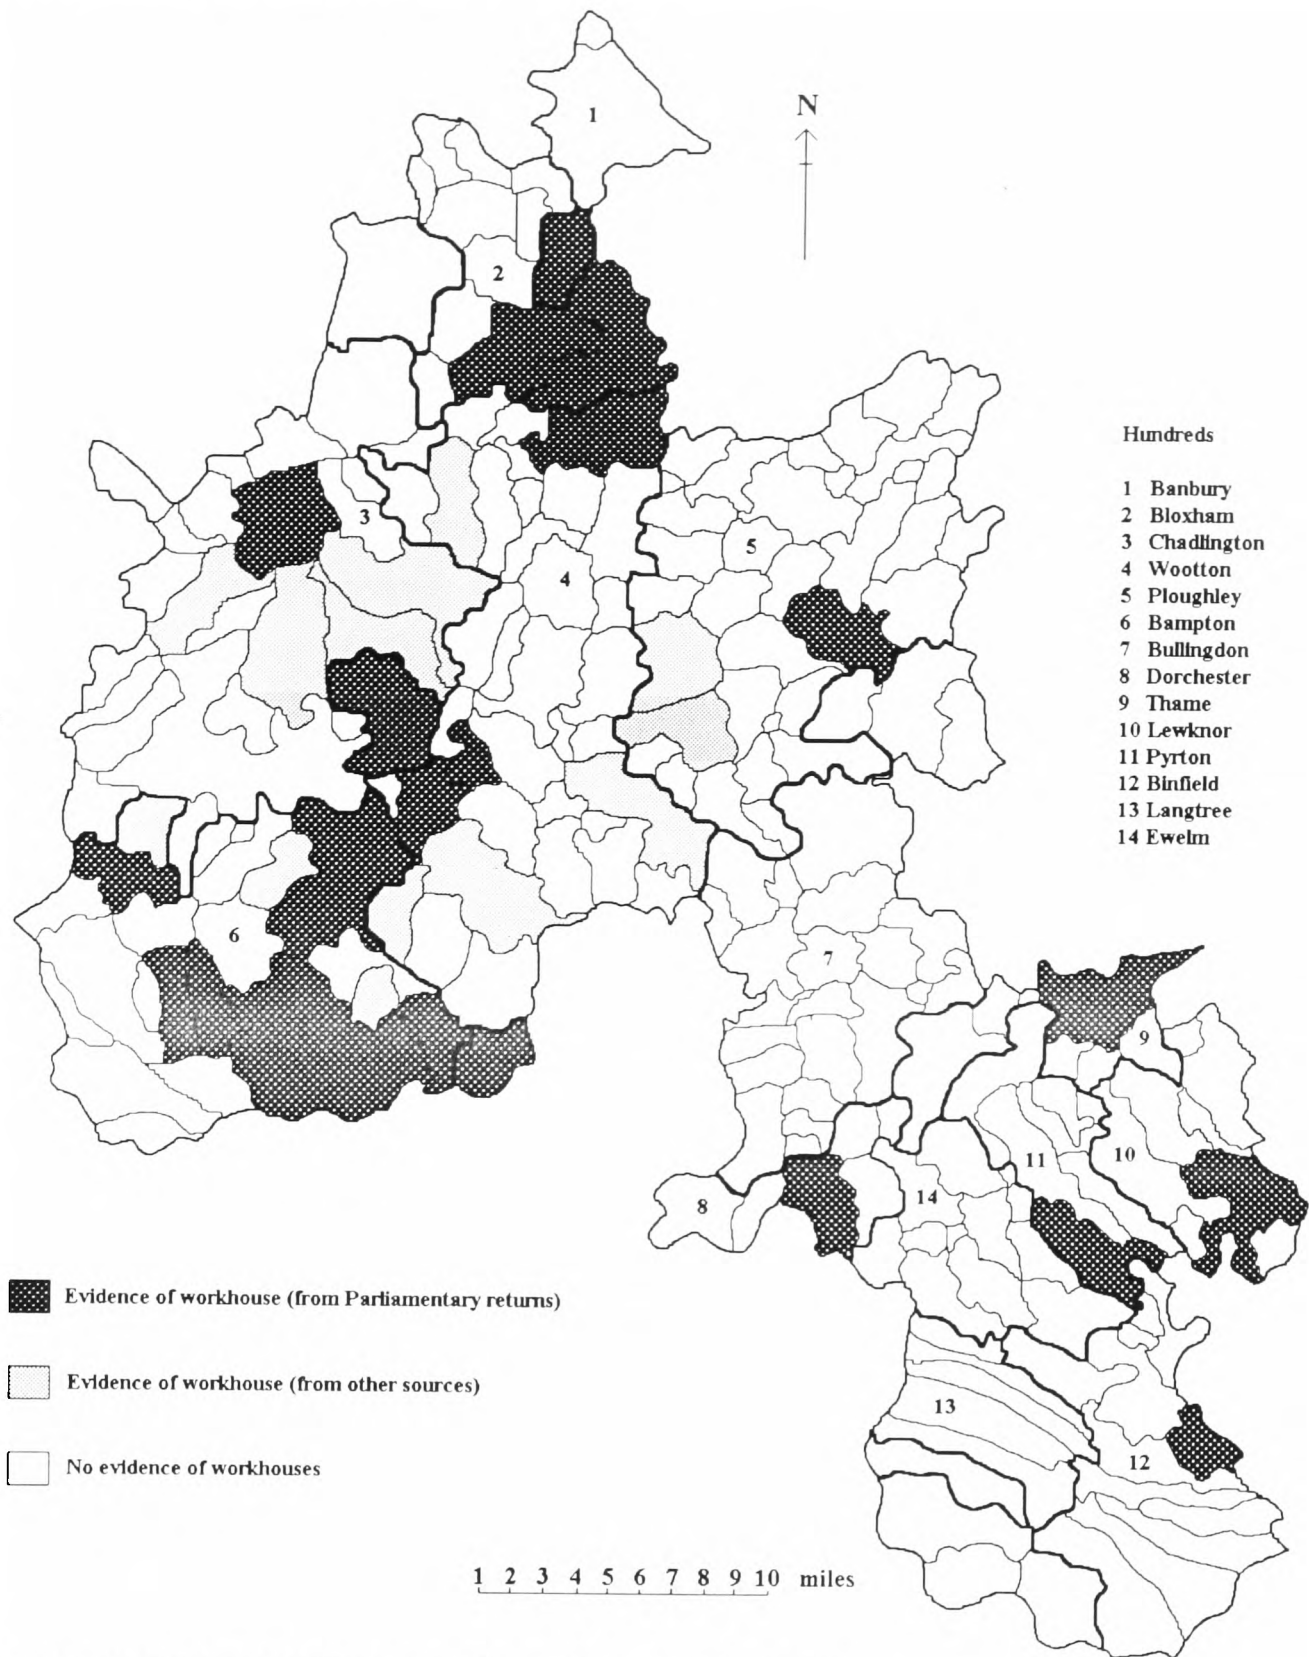 1
N
2
Hundreds
1 Banbury
2 Bloxham
3 Chadlington
4 Wootton
5 Ploughley
6 Bampton
7 Bullingdon
8 Dorchester
9 Thame
10 Lewknor
11 Pyrton
12 Binfield
13 Langtree
14 Ewelm
3
5
4
6
7
9
10
11
8
14
Evidence of workhouse (from Parliamentary returns)
Evidence of workhouse (from other sources)
13
12
No evidence of workhouses
1 2 3 4 5 6 7 8 9 10 miles